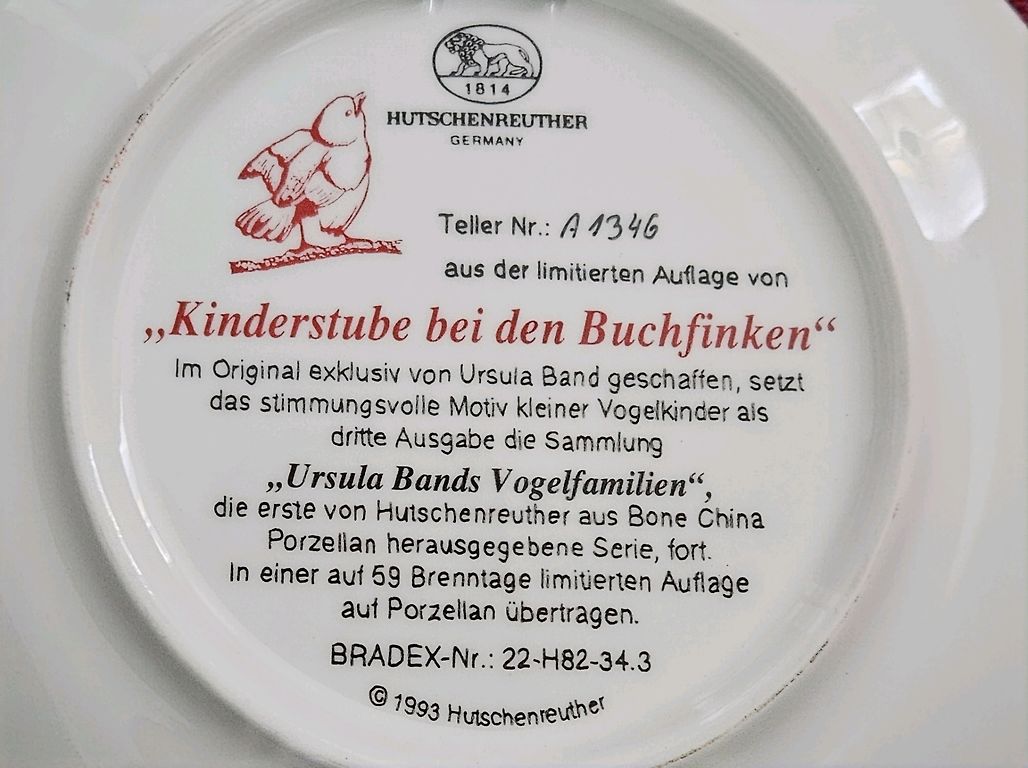 1814
HUTSCHENREUTHER
GERMANY
Teller Nr.: A 1346
aus der limitierten Auflage von
„Kinderstube bei den Buchfinken“
Im Original exklusiv von Ursula Band geschaffen, setzt
das stimmungsvolle Motiv kleiner Vogelkinder als
dritte Ausgabe die Sammlung
„Ursula Bands Vogelfamilien“,
die erste von Hutschenreuther aus Bone China
Porzellan herausgegebene Serie, fort.
In einer auf 59 Brenntage limitierten Auflage
auf Porzellan übertragen.
BRADEX-Nr.: 22-H82-34.3
© 1993 Hutschenreuther